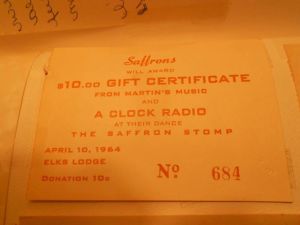 Saffrons
WILL AWARD
$10.00 GIFT CERTIFICATE
FROM MARTIN'S MUSIC
AND
A CLOCK RADIO
AT THEIR DANCE
THE SAFFRON STOMP
APRIL 10, 1964
ELKS LODGE
DONATION 10¢
No. 684